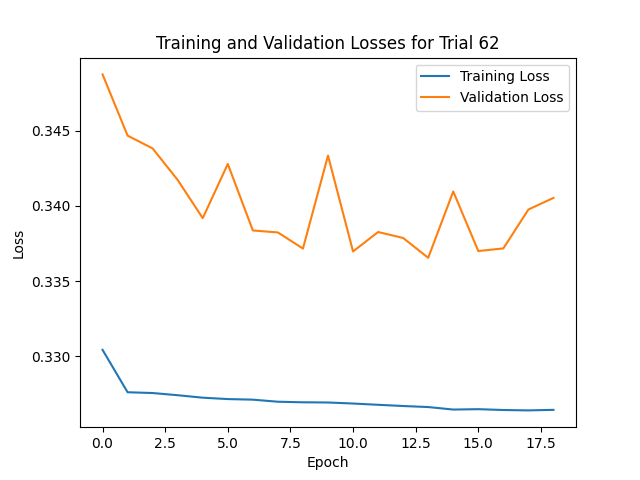 Training and Validation Losses for Trial 62
Training Loss
Validation Loss
0.345
0.340
0.335
0.330
Loss
0.0 2.5 5.0 7.5 10.0 12.5 15.0 17.5
Epoch